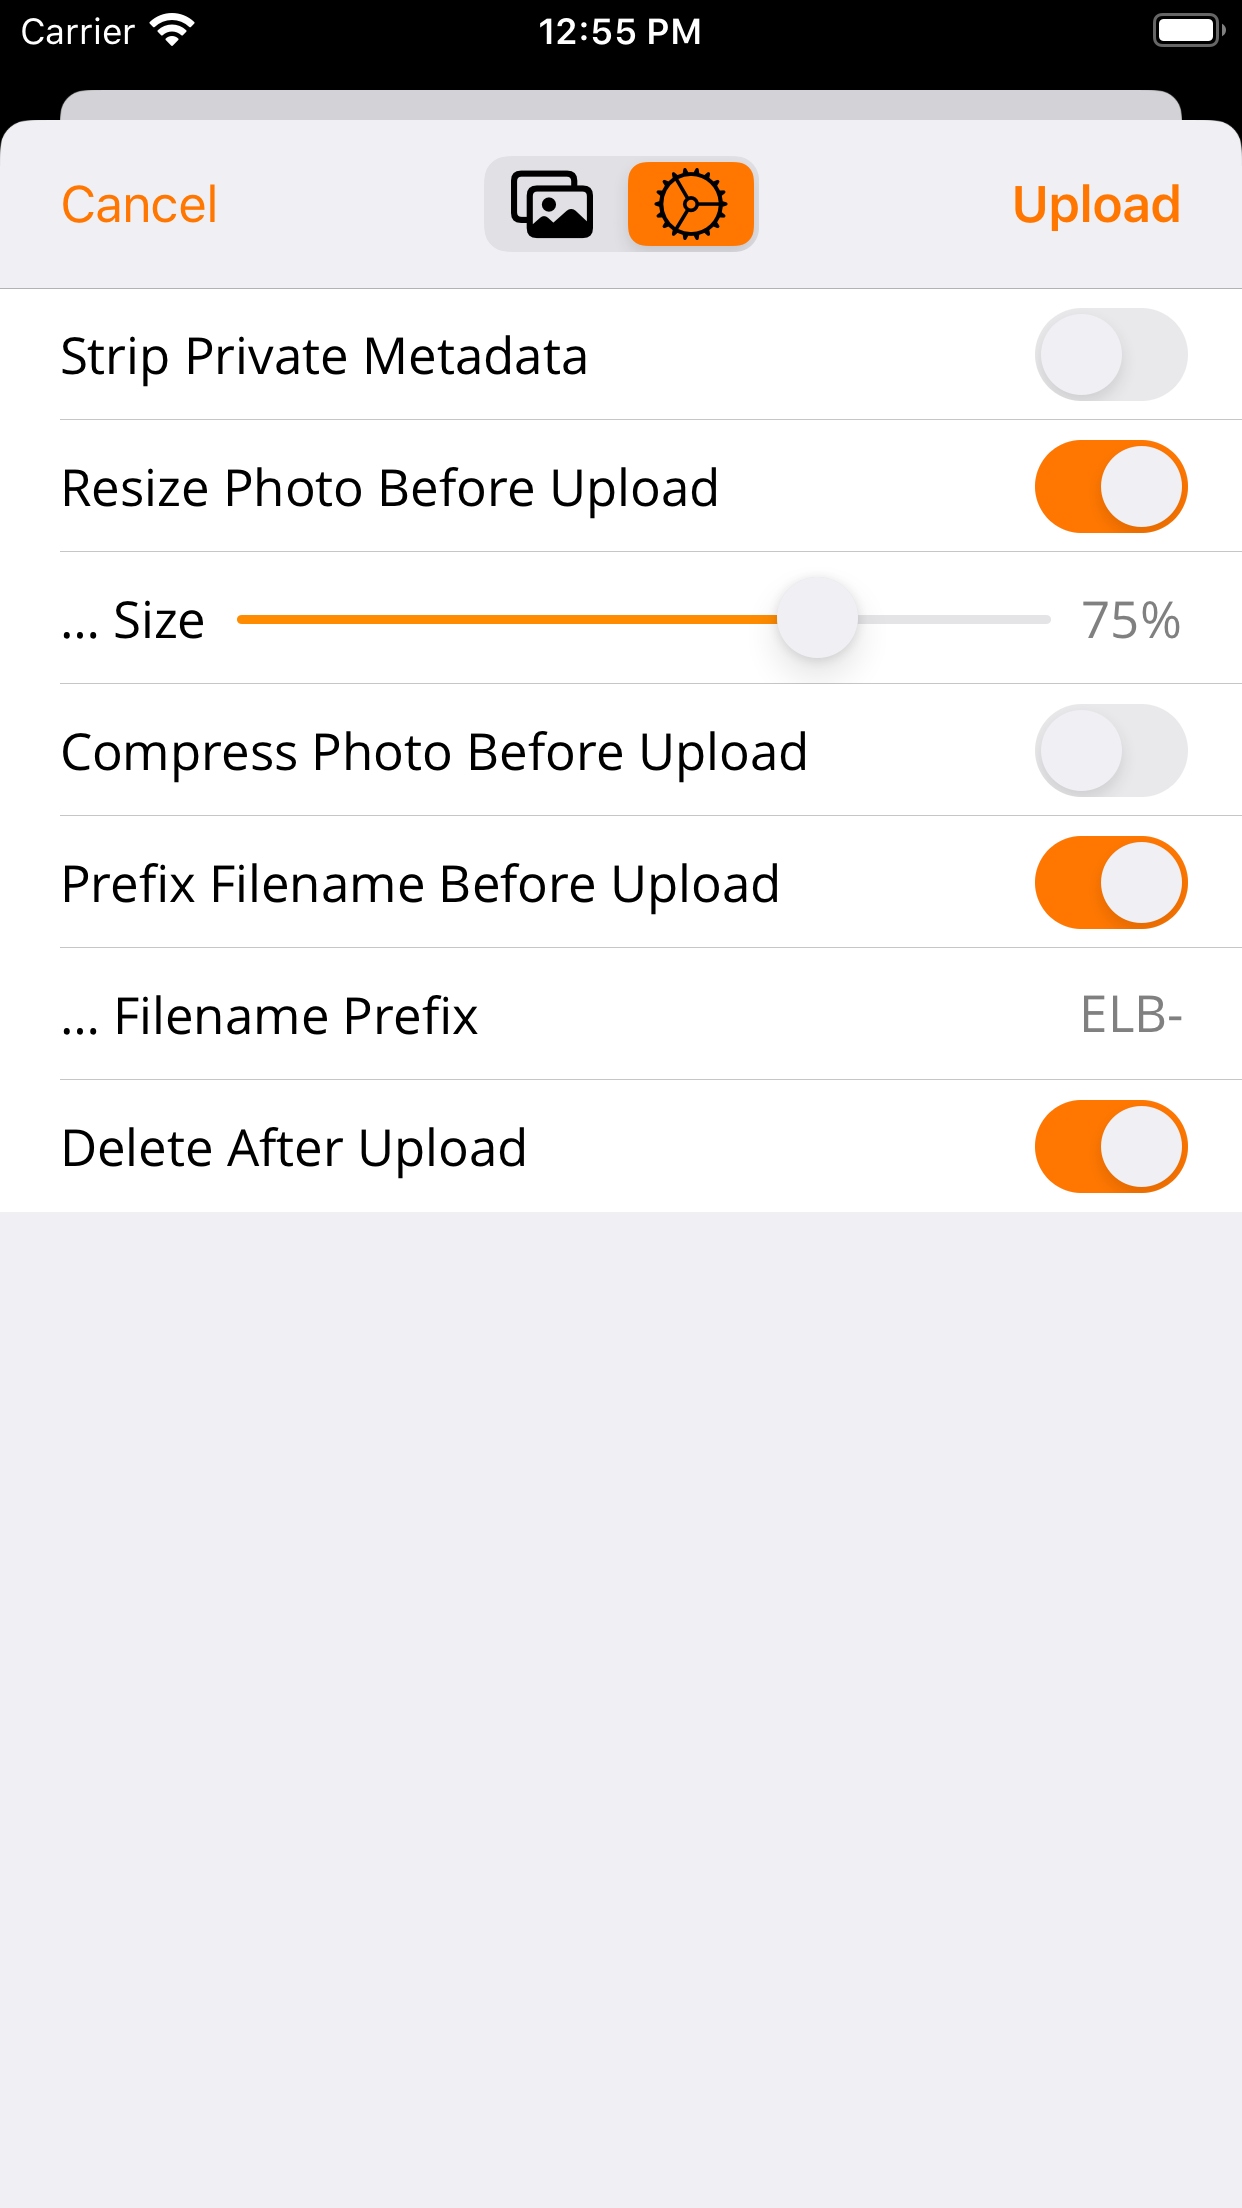 Carrier 12:55 PM
Cancel Upload
Strip Private Metadata
Resize Photo Before Upload
... Size 75%
Compress Photo Before Upload
Prefix Filename Before Upload
... Filename Prefix ELB-
Delete After Upload